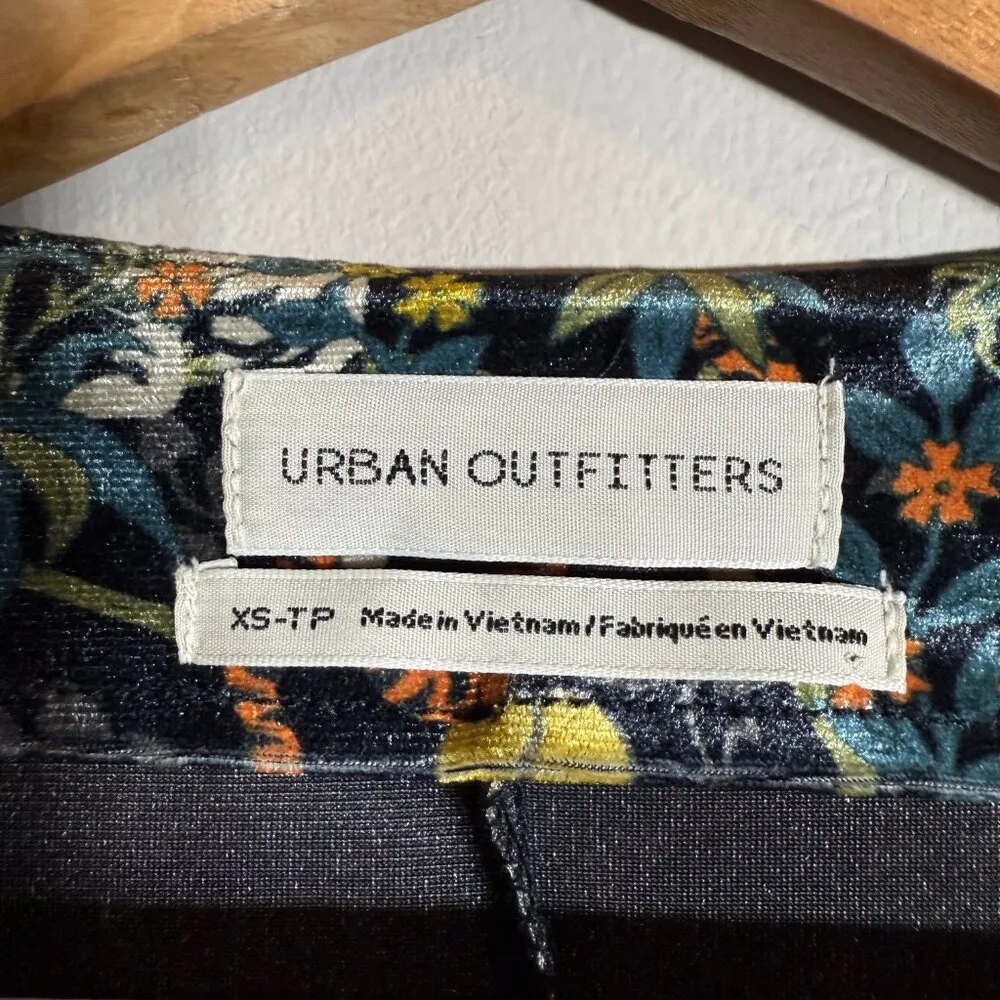 URBAN OUTFITTERS
XS-TP Made in Vietnam / Fabriqué en Vietnam